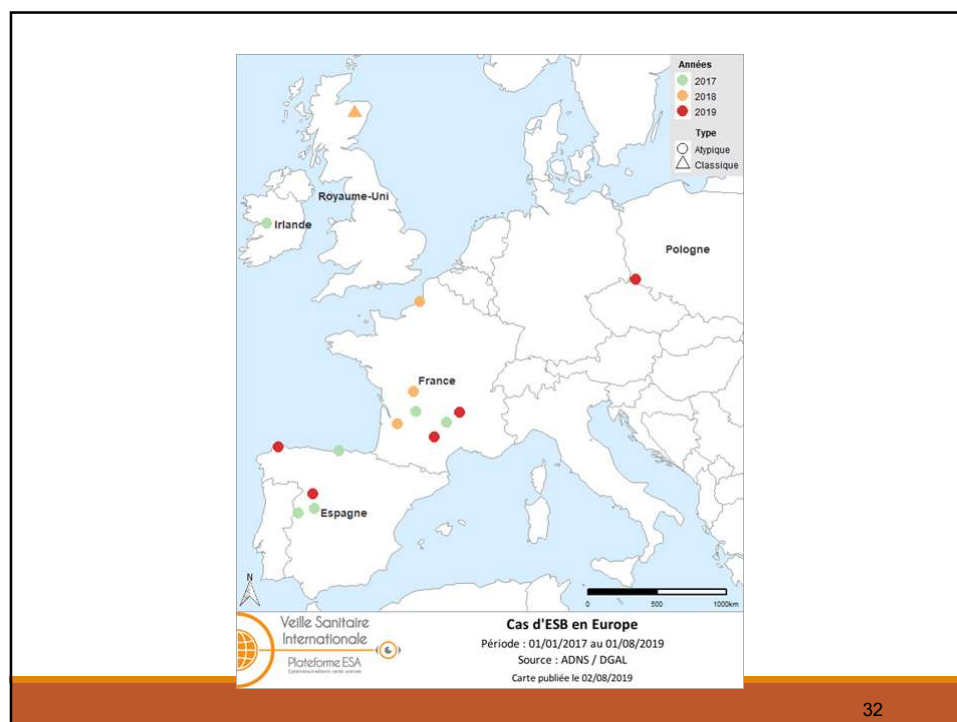 Années
2017
2018
2019
Type
Atypique
Classique
Royaume-Uni
Irlande
Pologne
France
Espagne
N
0 500 1000km
Veille Sanitaire
Internationale
Plateforme ESA
Cas d'ESB en Europe
Période : 01/01/2017 au 01/08/2019
Source : ADNS / DGAL
Carte publiée le 02/08/2019
32